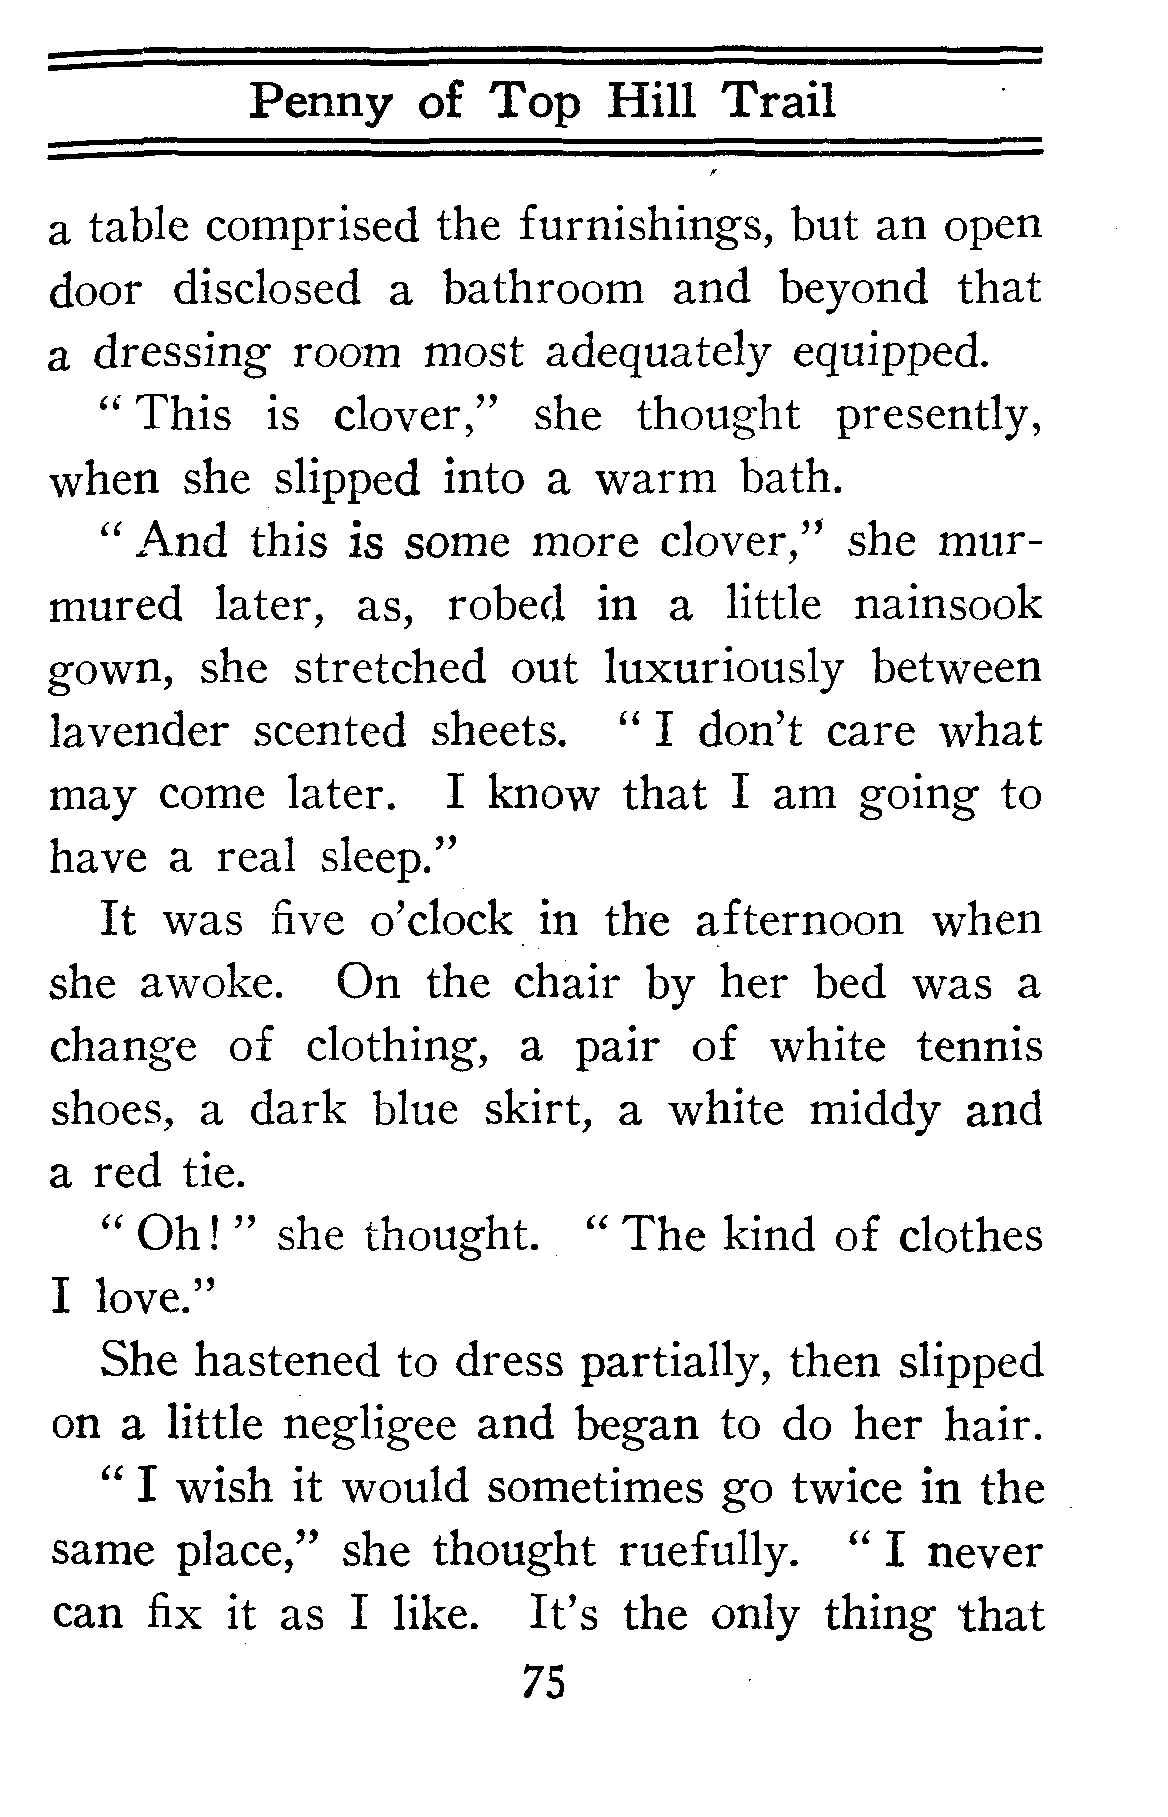 Penny of Top Hill Trail
a table comprised the furnishings, but an open
door disclosed a bathroom and beyond that
a dressing room most adequately equipped.
“ This is clover,” she thought presently,
when she slipped into a warm bath.
“ And this is some more clover,” she mur-
mured later, as, robed in a little nainsook
gown, she stretched out luxuriously between
lavender scented sheets. “ I don’t care what
may come later. I know that I am going to
have a real sleep.”
It was five o’clock in the afternoon when
she awoke. On the chair by her bed was a
change of clothing, a pair of white tennis
shoes, a dark blue skirt, a white middy and
a red tie.
“ Oh! ” she thought. “ The kind of clothes
I love.”
She hastened to dress partially, then slipped
on a little negligee and began to do her hair.
“ I wish it would sometimes go twice in the
same place,” she thought ruefully. “ I never
can fix it as I like. It’s the only thing that
75